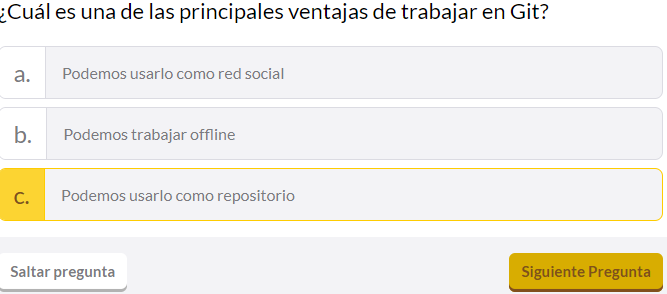 ¿Cuál es una de las principales ventajas de trabajar en Git?
a. Podemos usarlo como red social
b. Podemos trabajar offline
c. Podemos usarlo como repositorio
Saltar pregunta Siguiente Pregunta